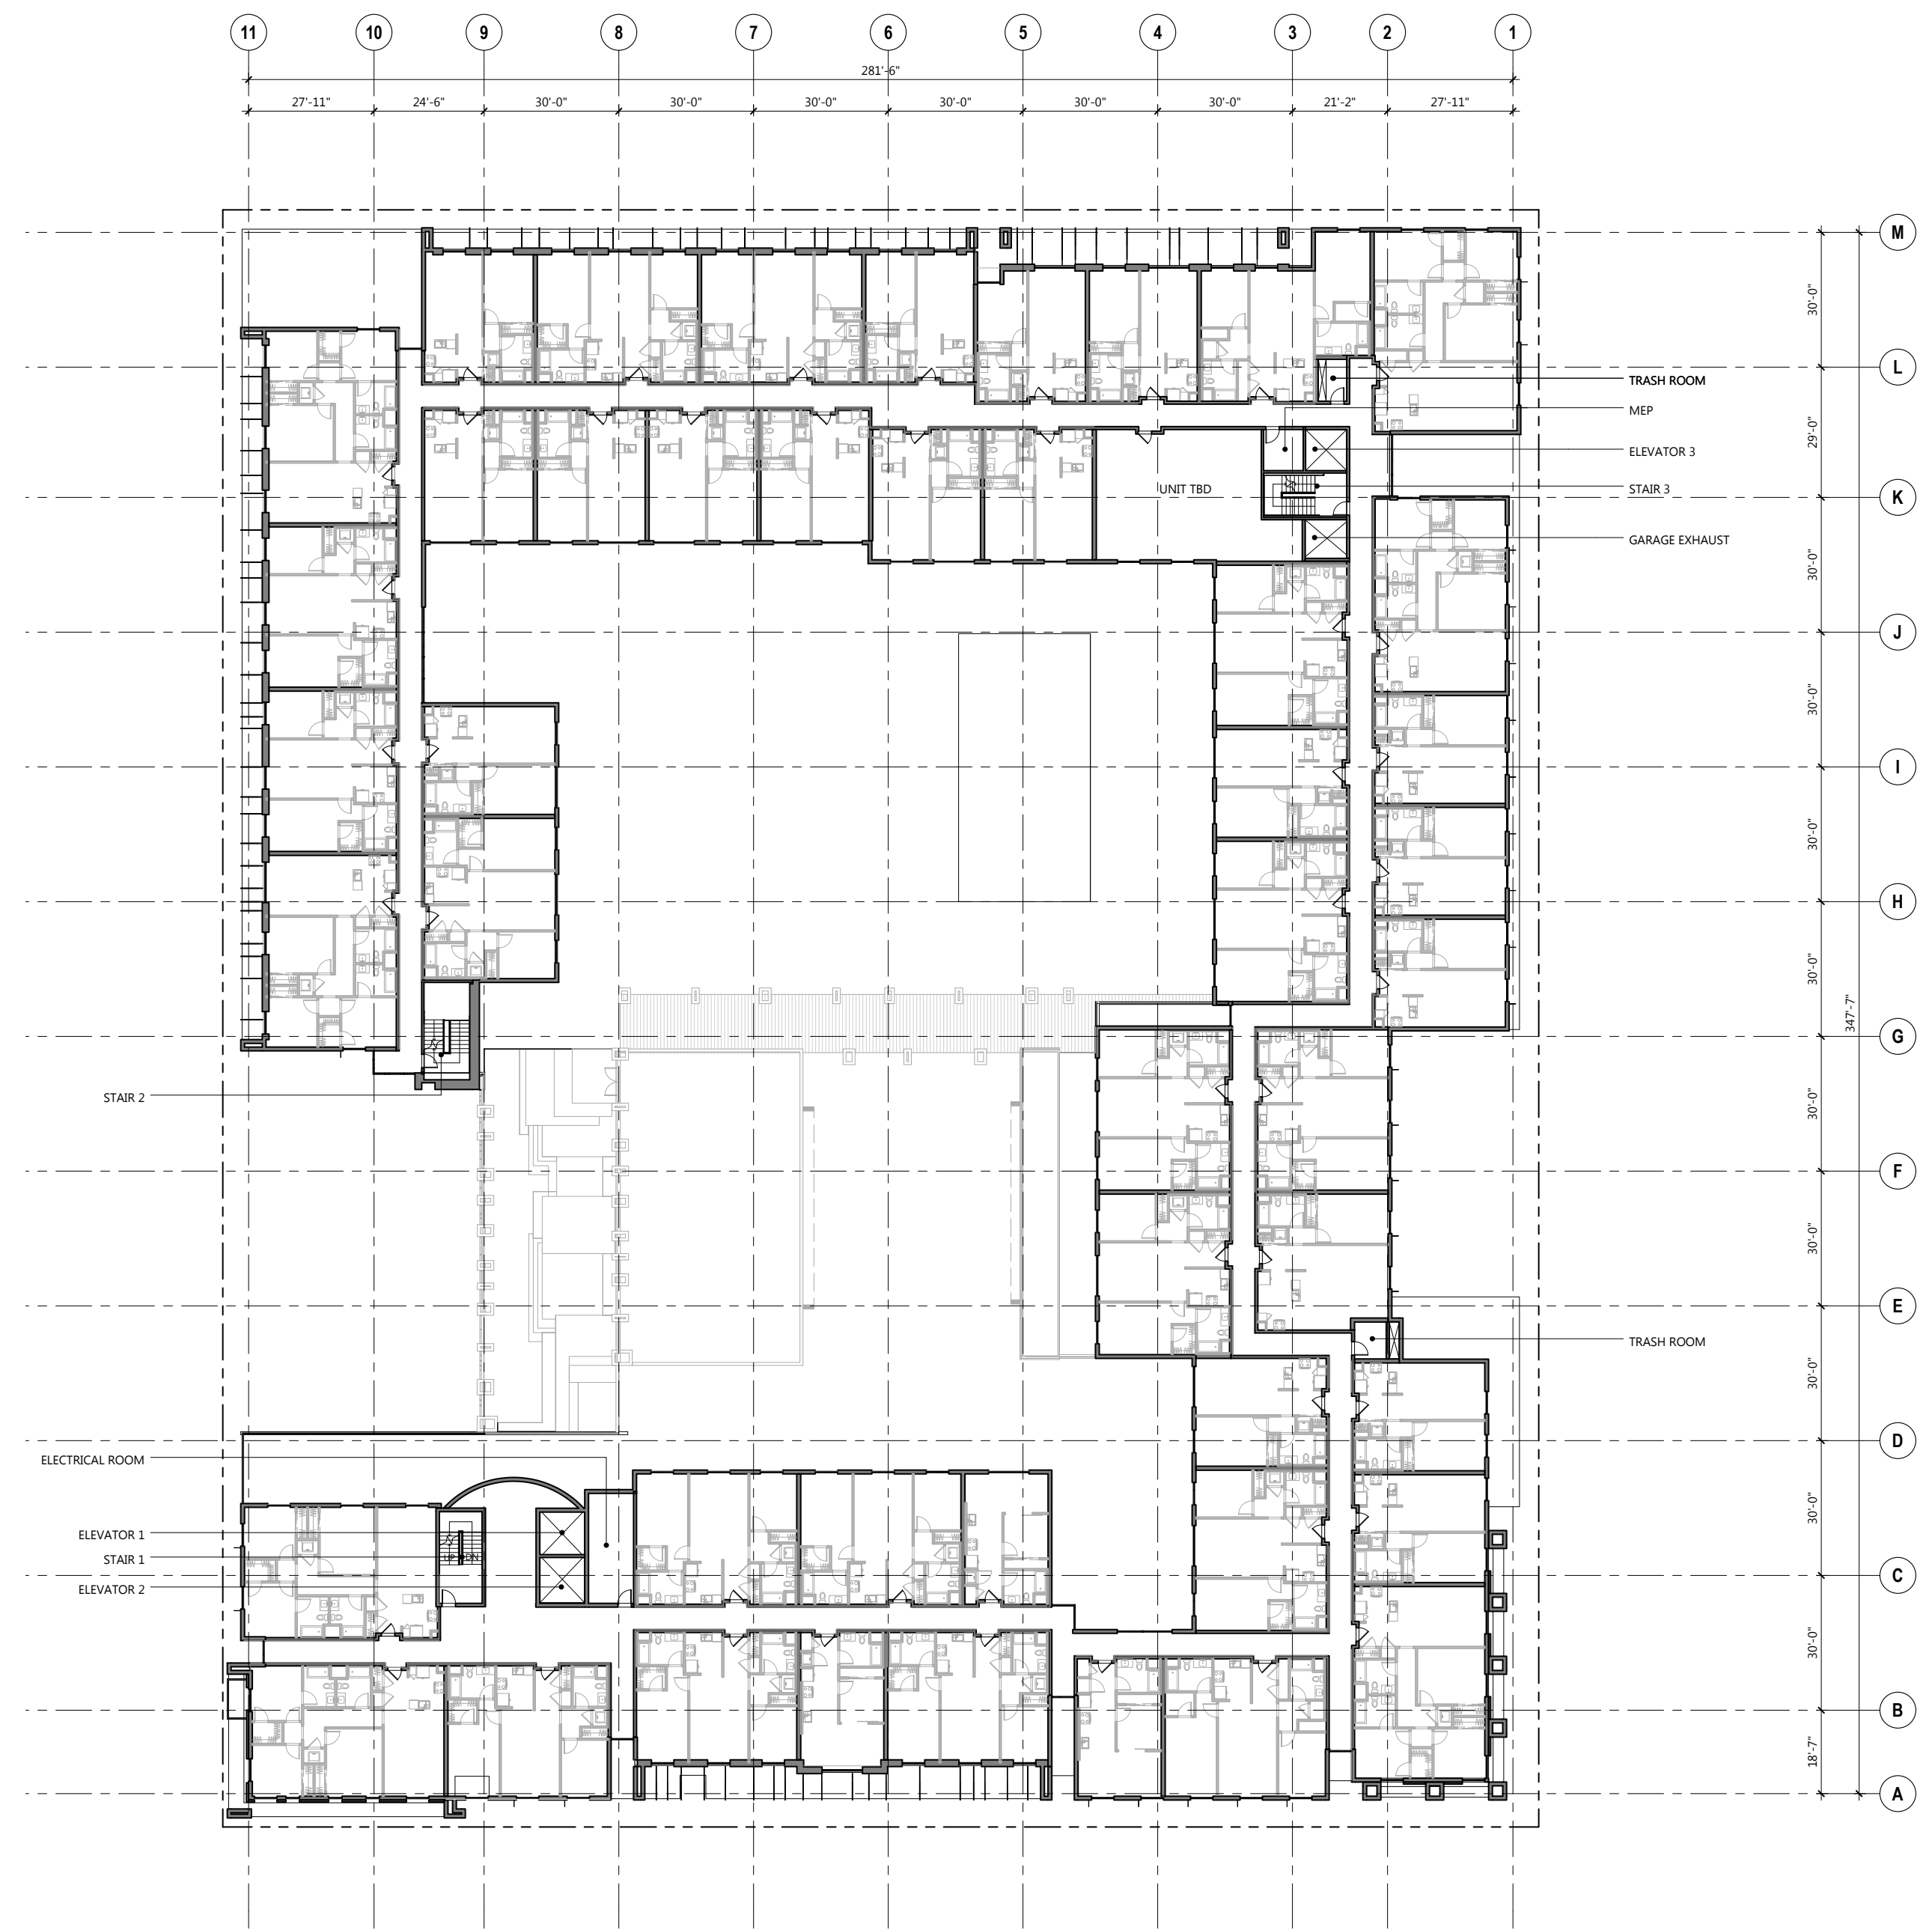 11 10 9 8 7 6 5 4 3 2 1
281'-6"
27'-11" 24'-6" 30'-0" 30'-0" 30'-0" 30'-0" 30'-0" 30'-0" 21'-2" 27'-11"
M
30'-0"
L
TRASH ROOM
MEP
29'-0"
ELEVATOR 3
UNIT TBD
STAIR 3
K
GARAGE EXHAUST
30'-0"
J
30'-0"
I
30'-0"
H
30'-0"
347'-7"
G
STAIR 2
30'-0"
F
30'-0"
E
TRASH ROOM
30'-0"
D
ELECTRICAL ROOM
30'-0"
ELEVATOR 1
STAIR 1
UP DN
ELEVATOR 2
C
30'-0"
B
18'-7"
A